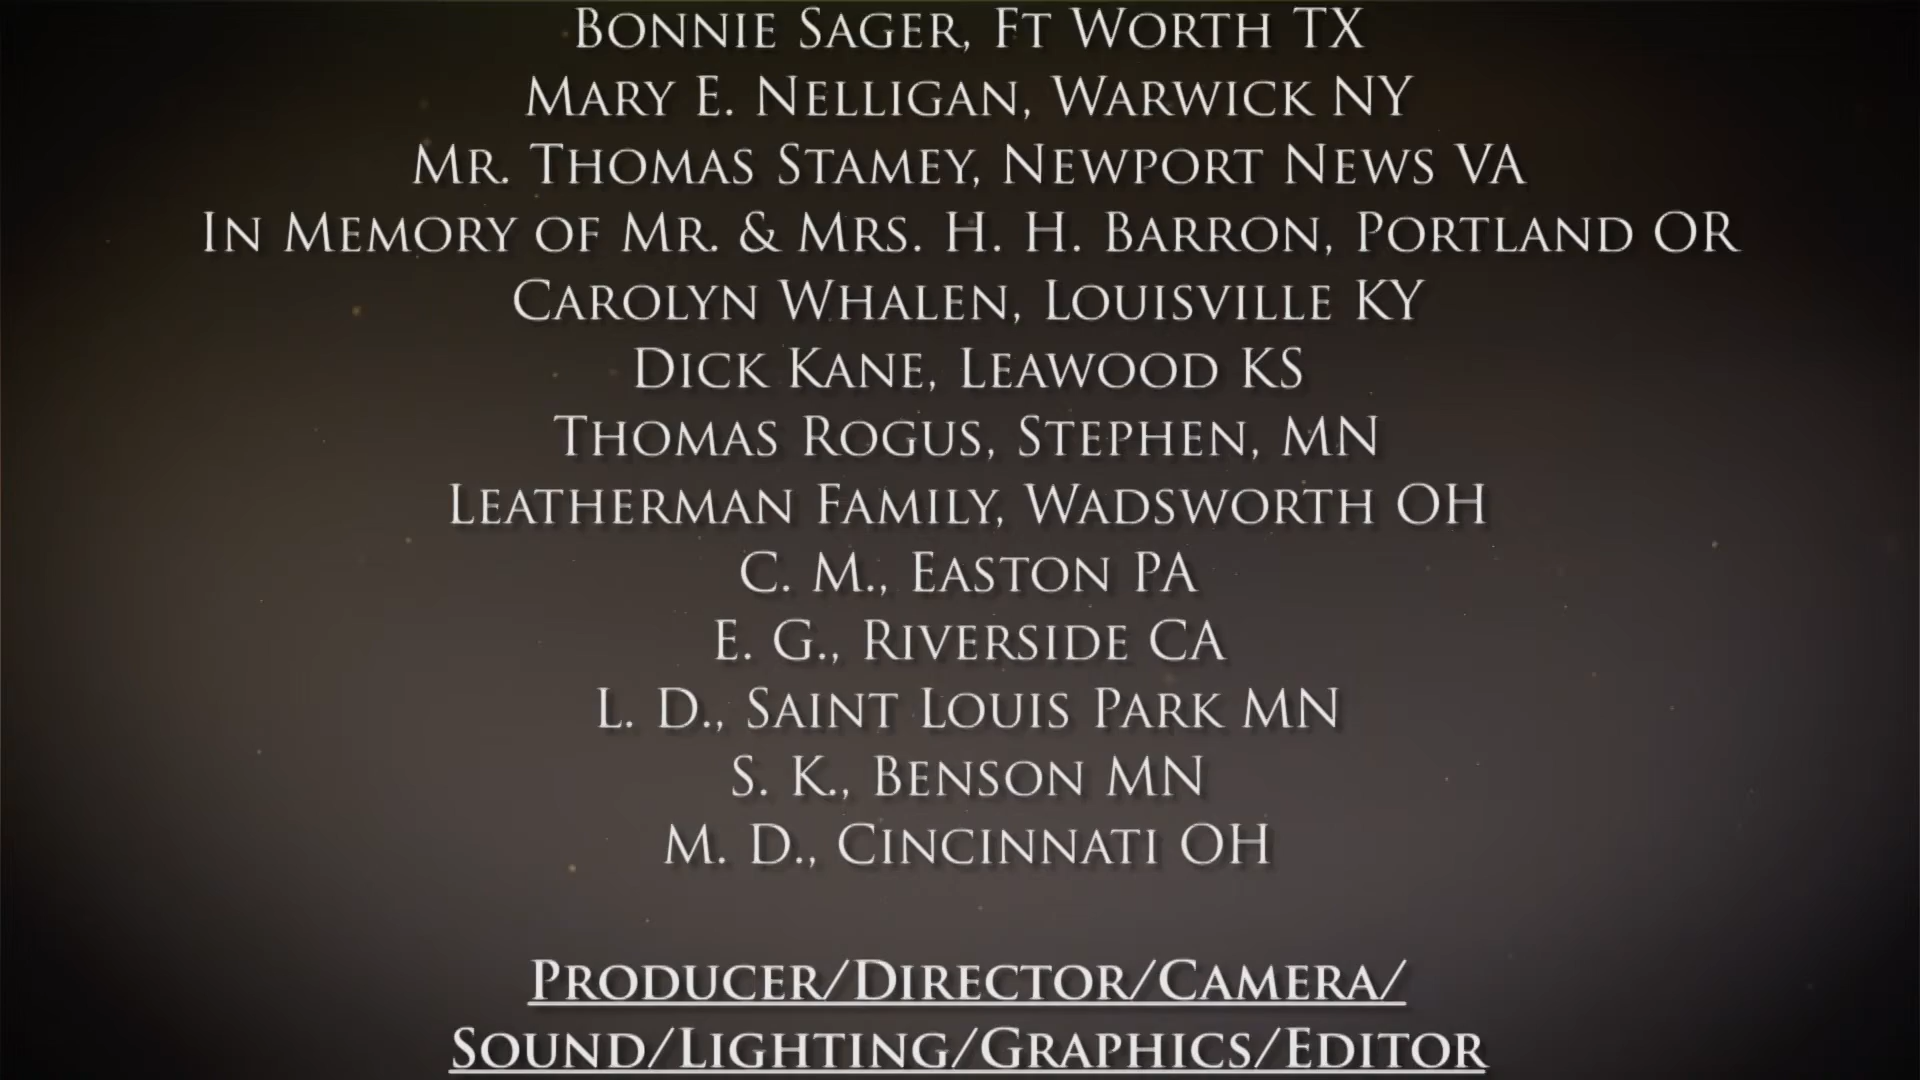 Bonnie Sager, Ft Worth TX
Mary E. Nelligan, Warwick NY
Mr. Thomas Stamey, Newport News VA
In Memory of Mr. & Mrs. H. H. Barron, Portland OR
Carolyn Whalen, Louisville KY
Dick Kane, Leawood KS
Thomas Rogus, Stephen, MN
Leatherman Family, Wadsworth OH
C. M., Easton PA
E. G., Riverside CA
L. D., Saint Louis Park MN
S. K., Benson MN
M. D., Cincinnati OH
Producer/Director/Camera/
Sound/Lighting/Graphics/Editor